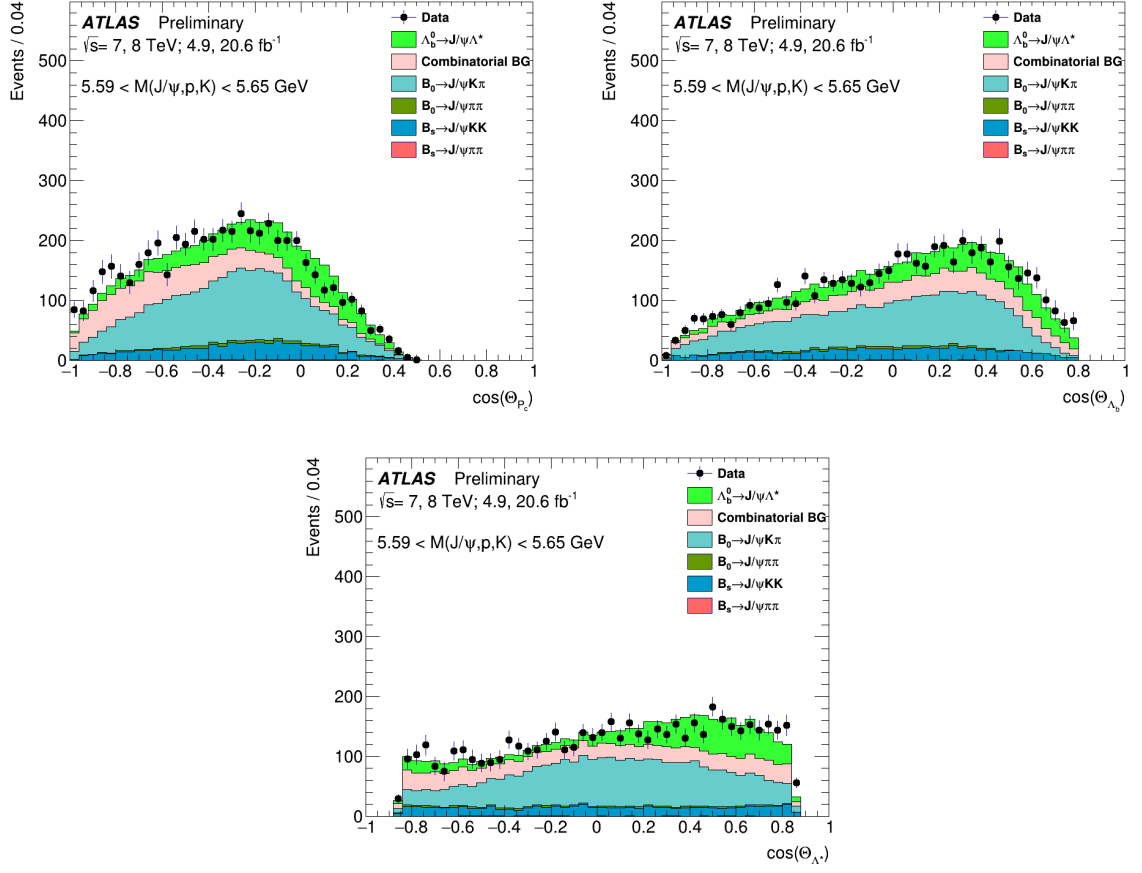 Events / 0.04
ATLAS Preliminary
√s= 7, 8 TeV; 4.9, 20.6 fb⁻¹
5.59 < M(J/ψ,p,K) < 5.65 GeV
Data
Λ⁰_b→J/ψΛ*
Combinatorial BG
B₀→J/ψKπ
B₀→J/ψππ
Bₛ→J/ψKK
Bₛ→J/ψππ
500
400
300
200
100
0
−1 −0.8 −0.6 −0.4 −0.2 0 0.2 0.4 0.6 0.8 1
cos(Θ_P_c)
Events / 0.04
ATLAS Preliminary
√s= 7, 8 TeV; 4.9, 20.6 fb⁻¹
5.59 < M(J/ψ,p,K) < 5.65 GeV
Data
Λ⁰_b→J/ψΛ*
Combinatorial BG
B₀→J/ψKπ
B₀→J/ψππ
Bₛ→J/ψKK
Bₛ→J/ψππ
500
400
300
200
100
0
−1 −0.8 −0.6 −0.4 −0.2 0 0.2 0.4 0.6 0.8 1
cos(Θ_Λ_b)
Events / 0.04
ATLAS Preliminary
√s= 7, 8 TeV; 4.9, 20.6 fb⁻¹
5.59 < M(J/ψ,p,K) < 5.65 GeV
Data
Λ⁰_b→J/ψΛ*
Combinatorial BG
B₀→J/ψKπ
B₀→J/ψππ
Bₛ→J/ψKK
Bₛ→J/ψππ
500
400
300
200
100
0
−1 −0.8 −0.6 −0.4 −0.2 0 0.2 0.4 0.6 0.8 1
cos(Θ_Λ*)